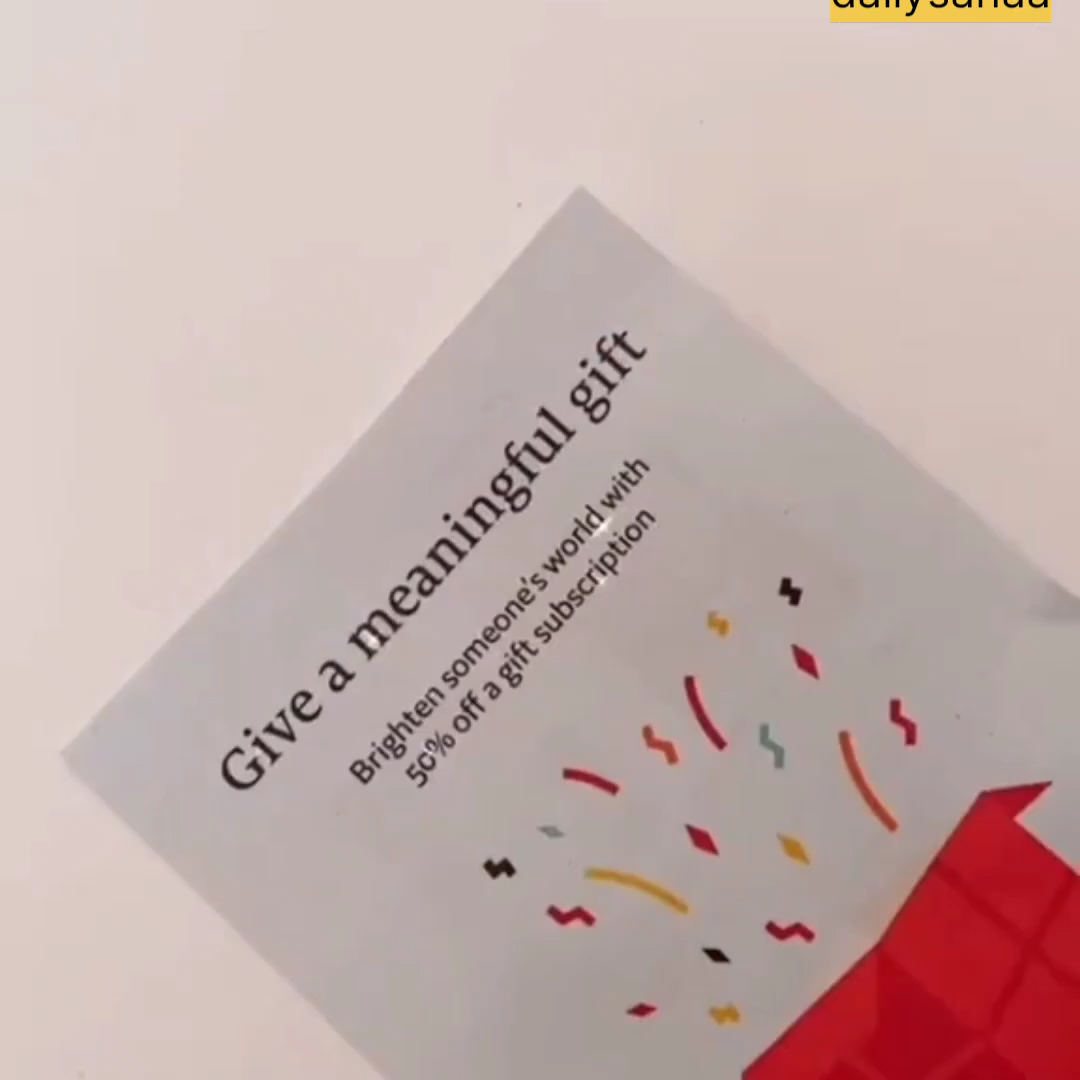 Give a meaningful gift
Brighten someone's world with
50% off a gift subscription